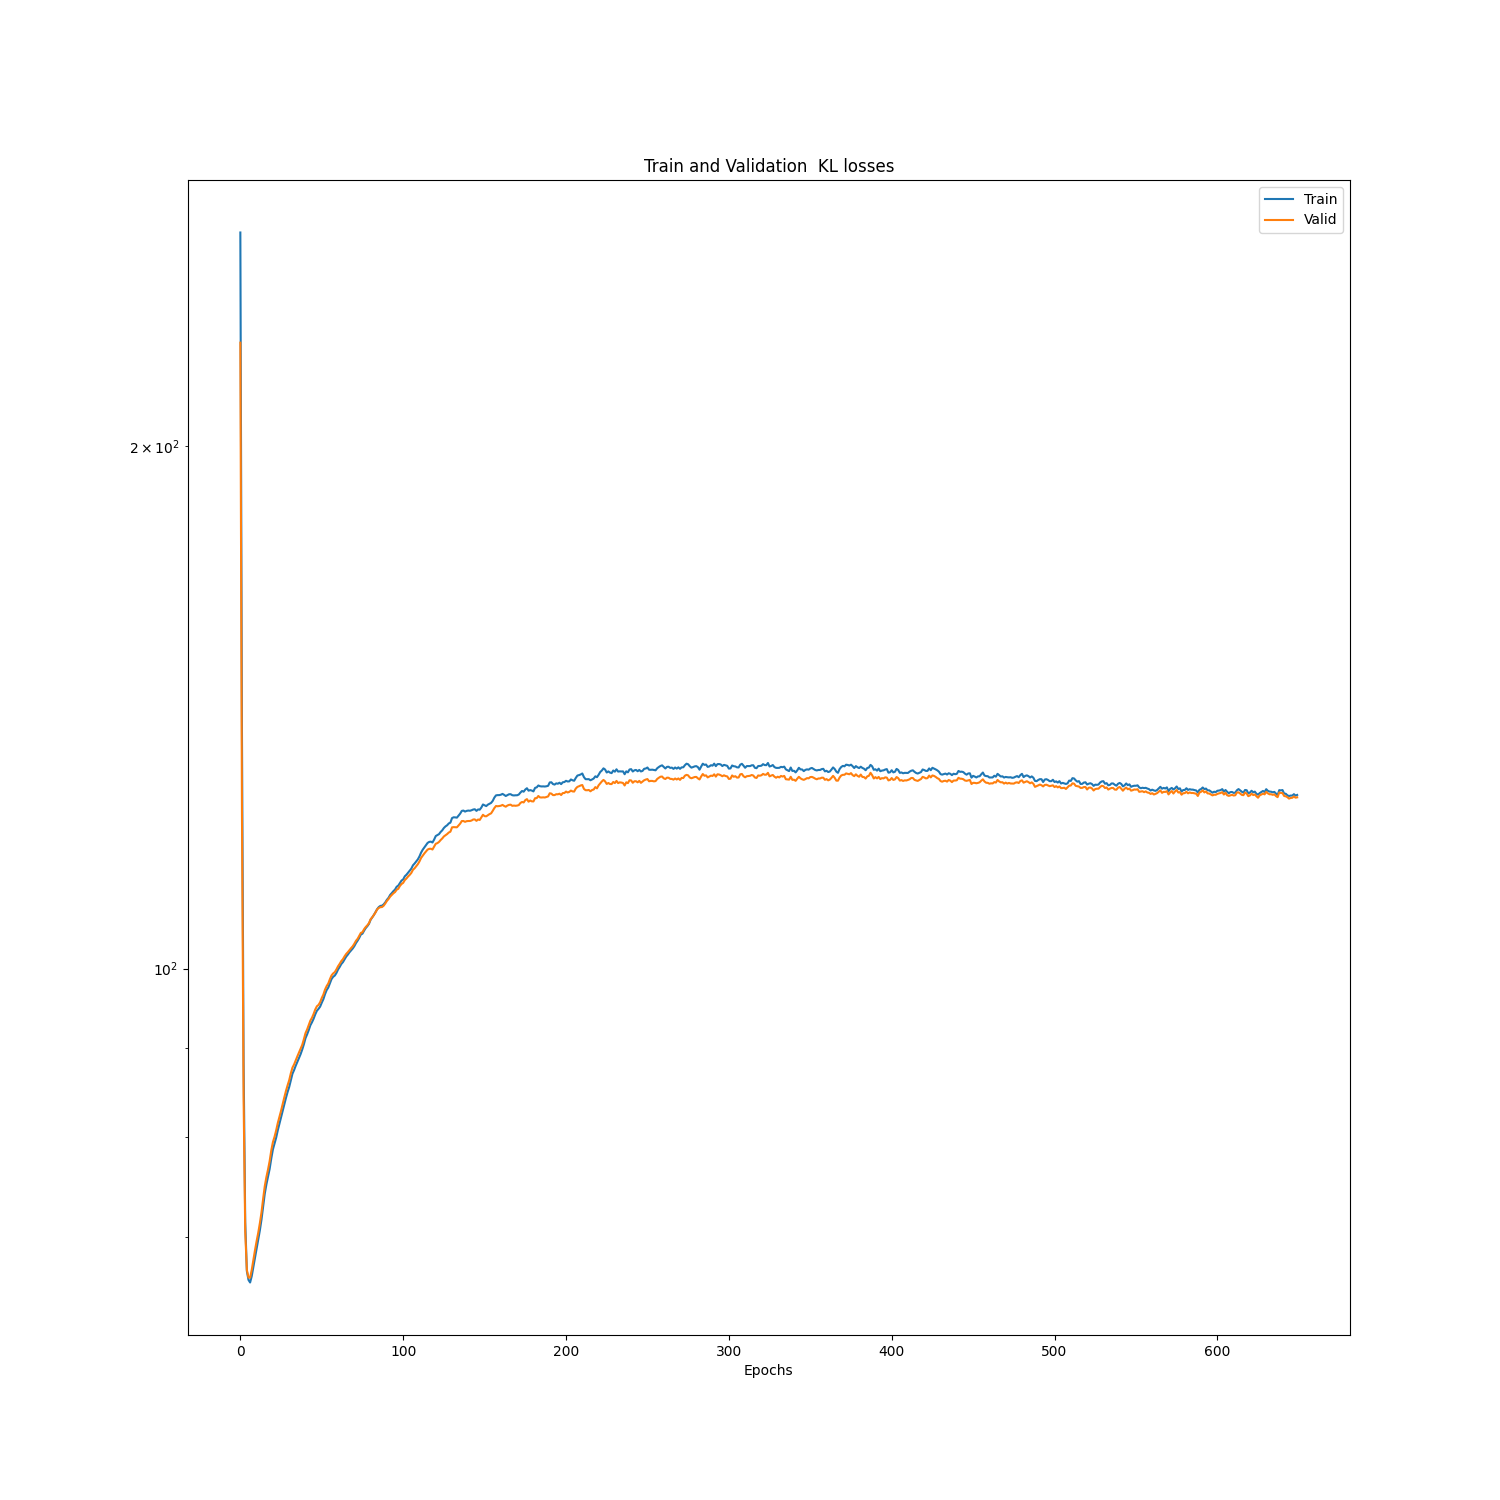 Train and Validation  KL losses
Train
Valid
2 × 10²
10²
0 100 200 300 400 500 600
Epochs